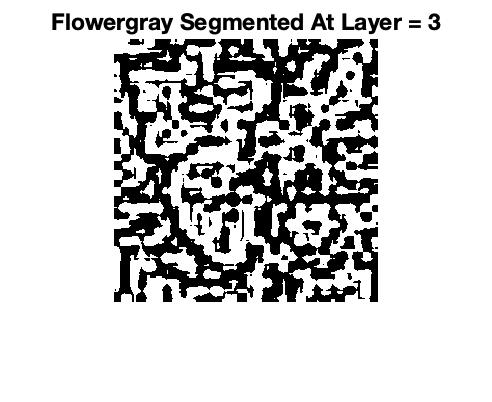 Flowergray Segmented At Layer = 3